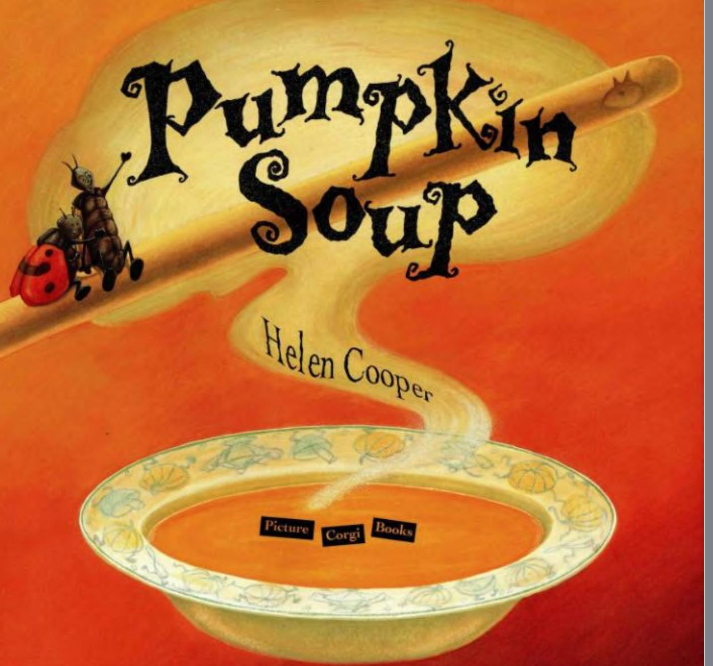 Pumpkin
Soup
Helen Cooper
Picture Corgi Books